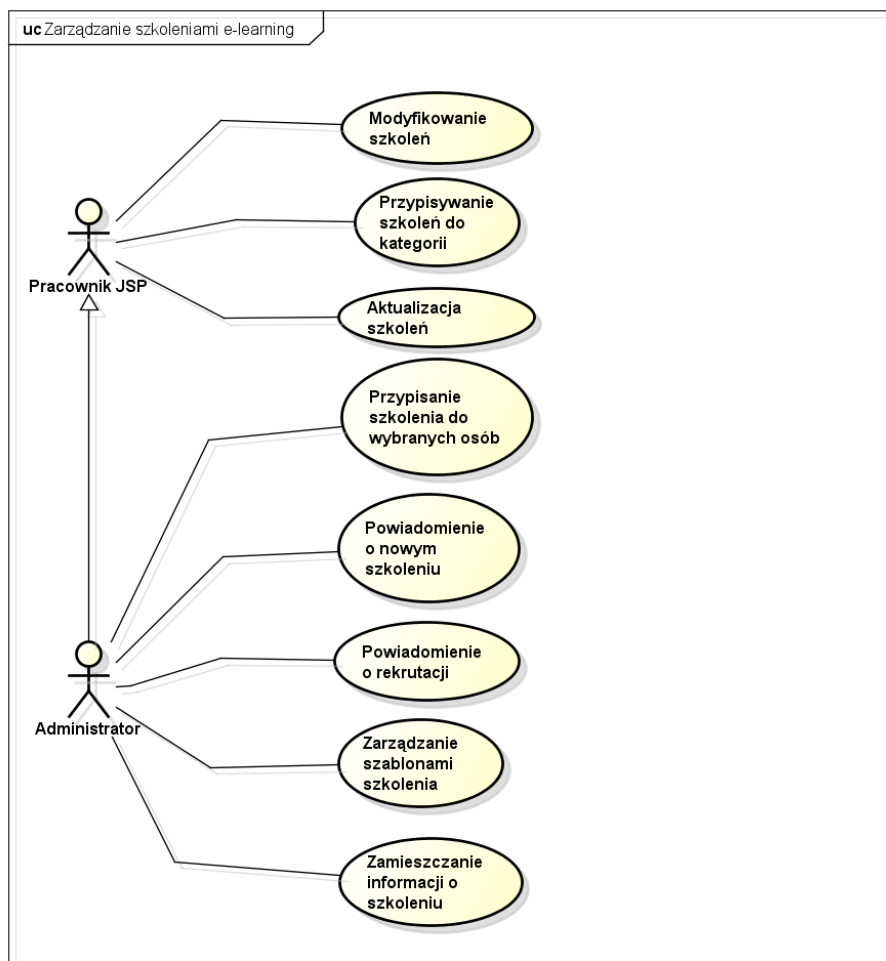 uc Zarządzanie szkoleniami e-learning
Modyfikowanie
szkoleń
Przypisywanie
szkoleń do
kategorii
Pracownik JSP
Aktualizacja
szkoleń
Przypisanie
szkolenia do
wybranych osób
Powiadomienie
o nowym
szkoleniu
Powiadomienie
o rekrutacji
Administrator
Zarządzanie
szablonami
szkolenia
Zamieszczanie
informacji o
szkoleniu